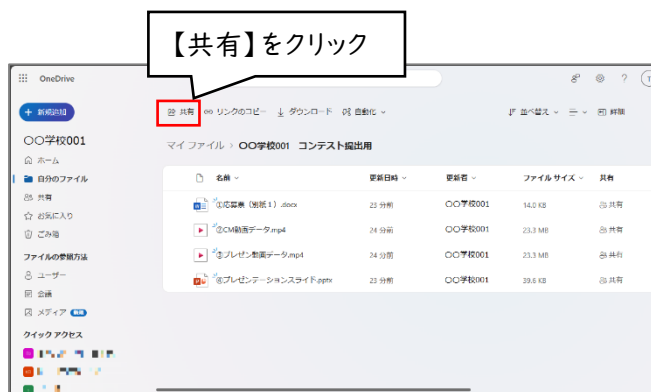 【共有】をクリック
OneDrive
?
+ 新規追加
共有 リンクのコピー ダウンロード 自動化
並べ替え 詳細
〇〇学校001
マイ ファイル > 〇〇学校001 コンテスト提出用
ホーム
自分のファイル
共有
お気に入り
ごみ箱
名前 更新日時 更新者 ファイル サイズ 共有
①応募票（別紙１）.docx 23 分前 〇〇学校001 14.0 KB 共有
②CM動画データ.mp4 24 分前 〇〇学校001 23.3 MB 共有
③プレゼン動画データ.mp4 24 分前 〇〇学校001 23.3 MB 共有
④プレゼンテーションスライド.pptx 23 分前 〇〇学校001 39.6 KB 共有
ファイルの参照方法
ユーザー
会議
メディア 新規
クイック アクセス